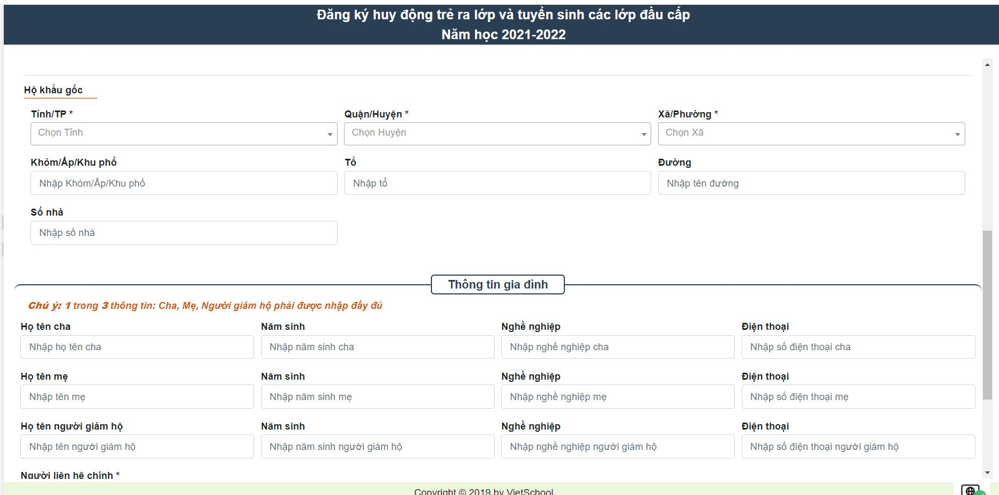 Đăng ký huy động trẻ ra lớp và tuyển sinh các lớp đầu cấp
Năm học 2021-2022
Hộ khẩu gốc
Tỉnh/TP * Quận/Huyện * Xã/Phường *
Chọn Tỉnh Chọn Huyện Chọn Xã
Khóm/Ấp/Khu phố Tổ Đường
Nhập Khóm/Ấp/Khu phố Nhập tổ Nhập tên đường
Số nhà
Nhập số nhà
Thông tin gia đình
Chú ý: 1 trong 3 thông tin: Cha, Mẹ, Người giám hộ phải được nhập đầy đủ
Họ tên cha Năm sinh Nghề nghiệp Điện thoại
Nhập họ tên cha Nhập năm sinh cha Nhập nghề nghiệp cha Nhập số điện thoại cha
Họ tên mẹ Năm sinh Nghề nghiệp Điện thoại
Nhập tên mẹ Nhập năm sinh mẹ Nhập nghề nghiệp mẹ Nhập số điện thoại mẹ
Họ tên người giám hộ Năm sinh Nghề nghiệp Điện thoại
Nhập tên người giám hộ Nhập năm sinh người giám hộ Nhập nghề nghiệp người giám hộ Nhập số điện thoại người giám hộ
Người liên hệ chính *
Copyright © 2019 by VietSchool